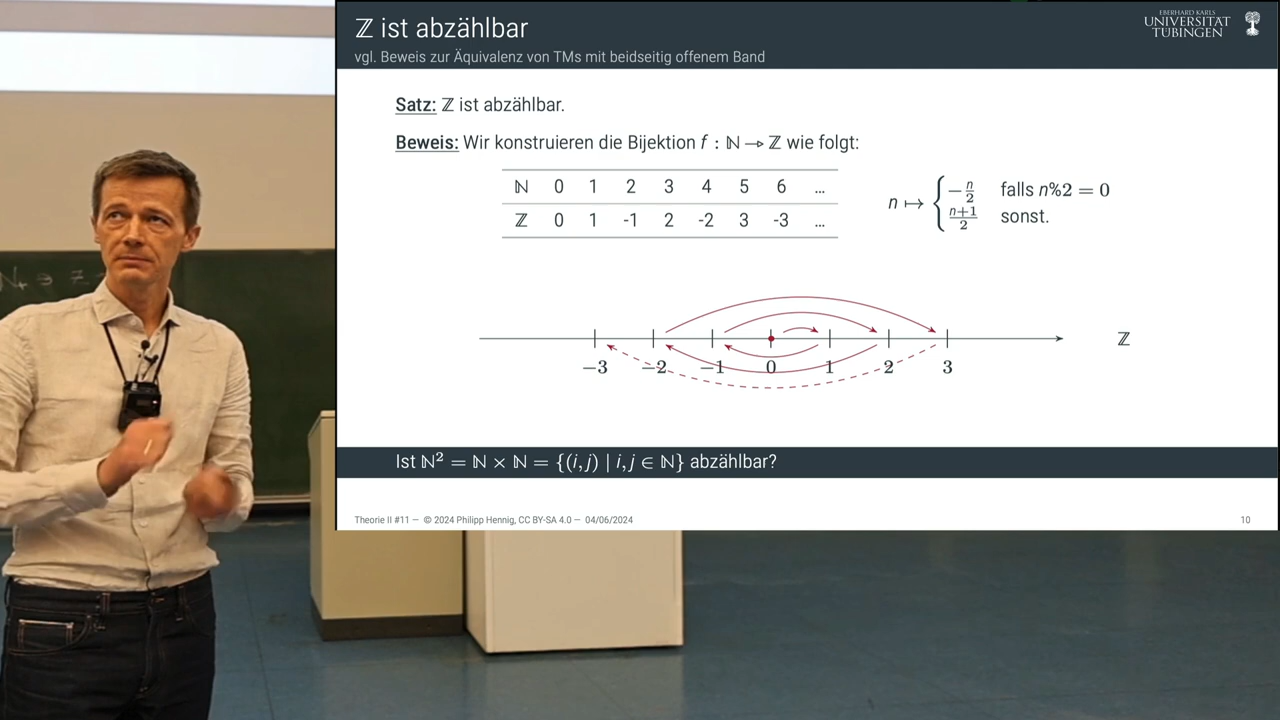 ℤ ist abzählbar
vgl. Beweis zur Äquivalenz von TMs mit beidseitig offenem Band
EBERHARD KARLS
UNIVERSITÄT
TÜBINGEN
Satz: ℤ ist abzählbar.
Beweis: Wir konstruieren die Bijektion f : ℕ → ℤ wie folgt:
ℕ 0 1 2 3 4 5 6 ...
ℤ 0 1 -1 2 -2 3 -3 ...
n ↦ { −n/2 falls n%2 = 0
(n+1)/2 sonst.
ℤ
−3 −2 −1 0 1 2 3
Ist ℕ² = ℕ × ℕ = {(i,j) | i,j ∈ ℕ} abzählbar?
Theorie II #11 — © 2024 Philipp Hennig, CC BY-SA 4.0 — 04/06/2024
10